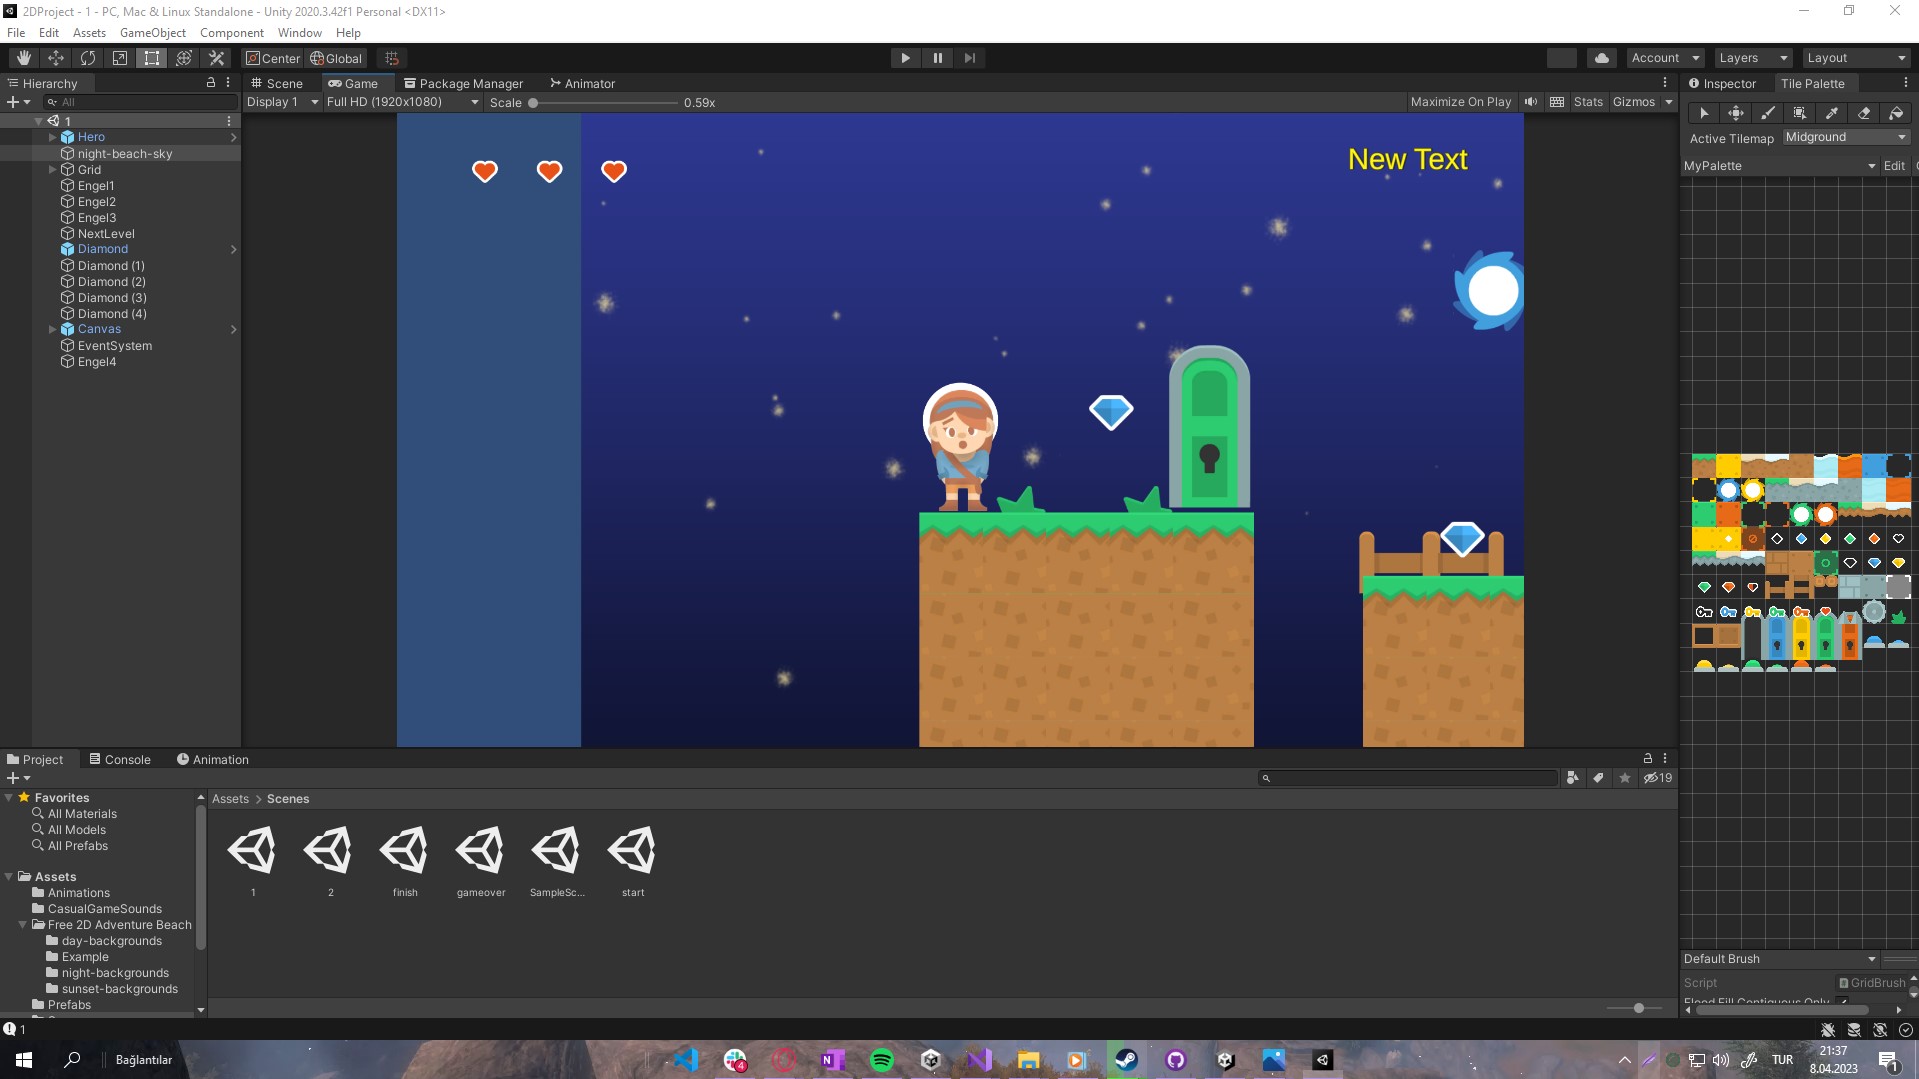 2DProject - 1 - PC, Mac & Linux Standalone - Unity 2020.3.42f1 Personal <DX11>
File Edit Assets GameObject Component Window Help
Center Global Account Layers Layout
Hierarchy
All
1
Hero
night-beach-sky
Grid
Engel1
Engel2
Engel3
NextLevel
Diamond
Diamond (1)
Diamond (2)
Diamond (3)
Diamond (4)
Canvas
EventSystem
Engel4
Scene Game Package Manager Animator
Display 1 Full HD (1920x1080) Scale 0.59x Maximize On Play Stats Gizmos
New Text
Inspector Tile Palette
Active Tilemap Midground
MyPalette Edit
Default Brush
Script GridBrush
Flood Fill Contiguous Only
Project Console Animation
19
Favorites
All Materials
All Models
All Prefabs
Assets
Animations
CasualGameSounds
Free 2D Adventure Beach
day-backgrounds
Example
night-backgrounds
sunset-backgrounds
Prefabs
Assets > Scenes
1 2 finish gameover SampleSc... start
1
Bağlantılar
4
TUR
21:37
8.04.2023
1